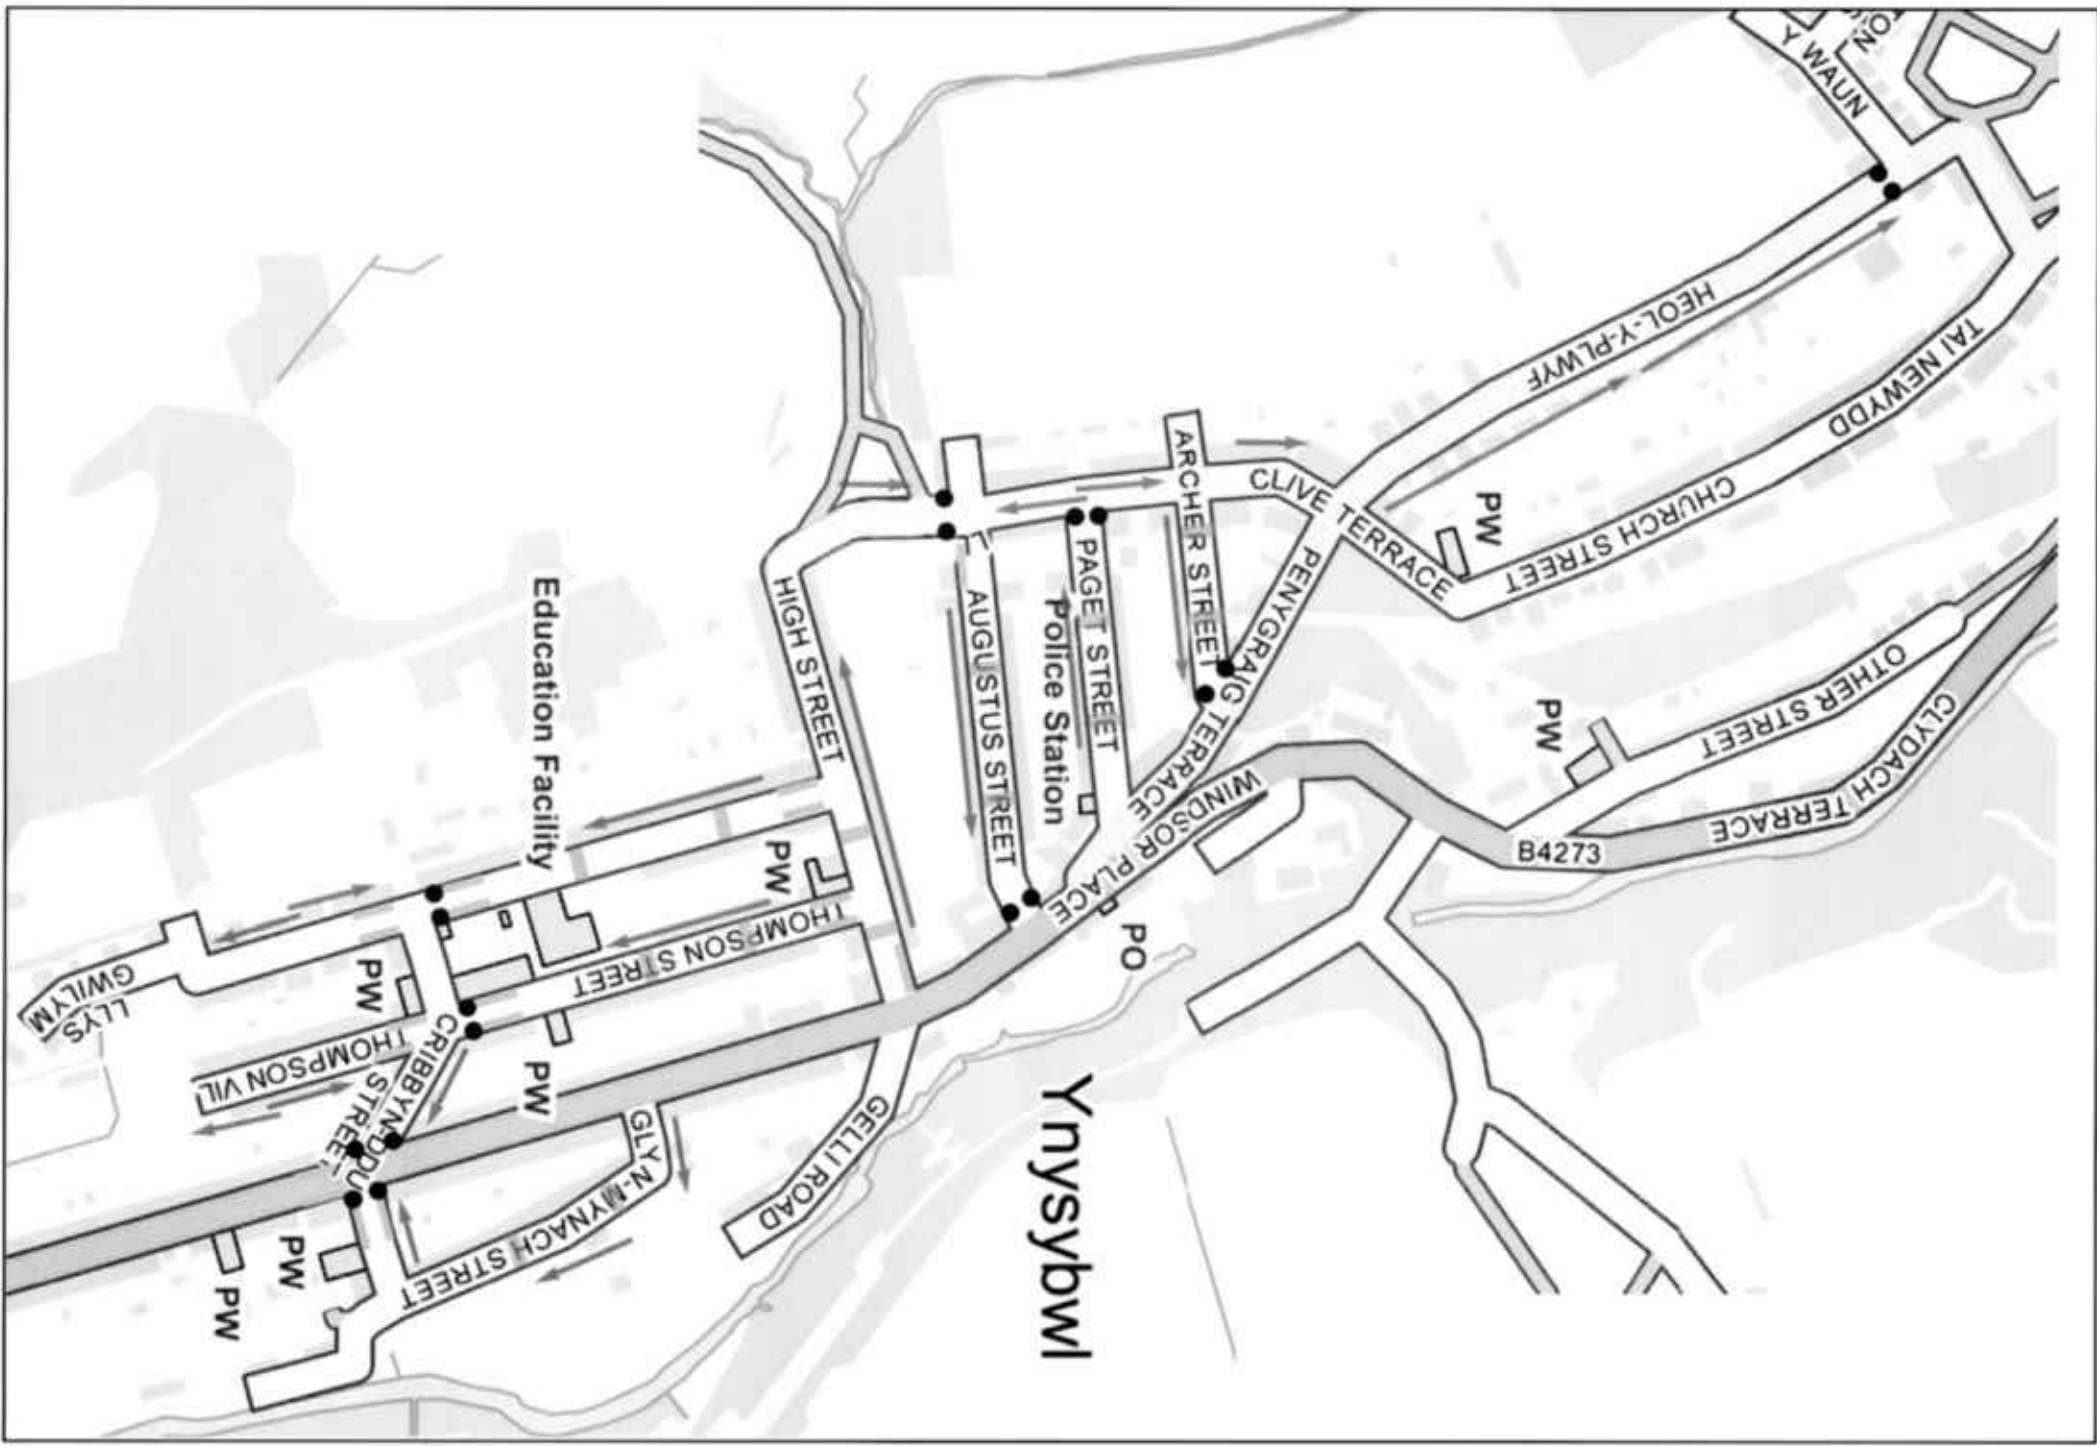 Y WAUN
HEOL-Y-PLWYF
TAI NEWYDD
CHURCH STREET
PW
CLIVE TERRACE
TERRACE
ARCHER STREET
PENYGRAIG TERRACE
PAGET STREET
Police Station
AUGUSTUS STREET
HIGH STREET
Education Facility
WINDSOR PLACE
PO
PW
OTHER STREET
CLYDACH TERRACE
B4273
PW
THOMPSON STREET
PW
PW
LLYS
GWILYM
THOMPSON VIL
CRIBBYN-DDU
STREET
GLYN-MYNACH STREET
GELLI ROAD
PW
PW
Ynysybwl